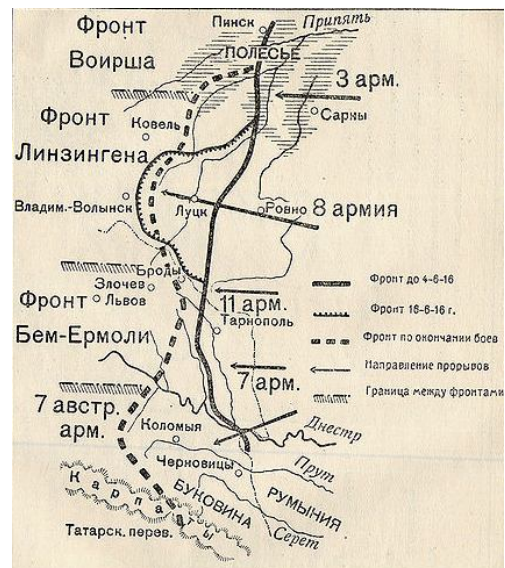 Фронт
Воирша
Пинск
Припять
ПОЛЕСЬЕ
3 арм.
Сарны
Фронт
Линзингена
Ковель
Владим.-Волынск
Луцк
Ровно
8 армия
Броды
Злочев
Львов
Фронт
Бем-Ермоли
11 арм.
Тарнополь
7 арм.
Фронт до 4-6-16
Фронт 16-6-16 г.
Фронт по окончании боев
Направление прорывов
Граница между фронтами
7 австр.
арм.
Коломыя
Днестр
Черновицы
Прут
Карпаты
БУКОВИНА
РУМЫНИЯ
Серет
Татарск. перев.